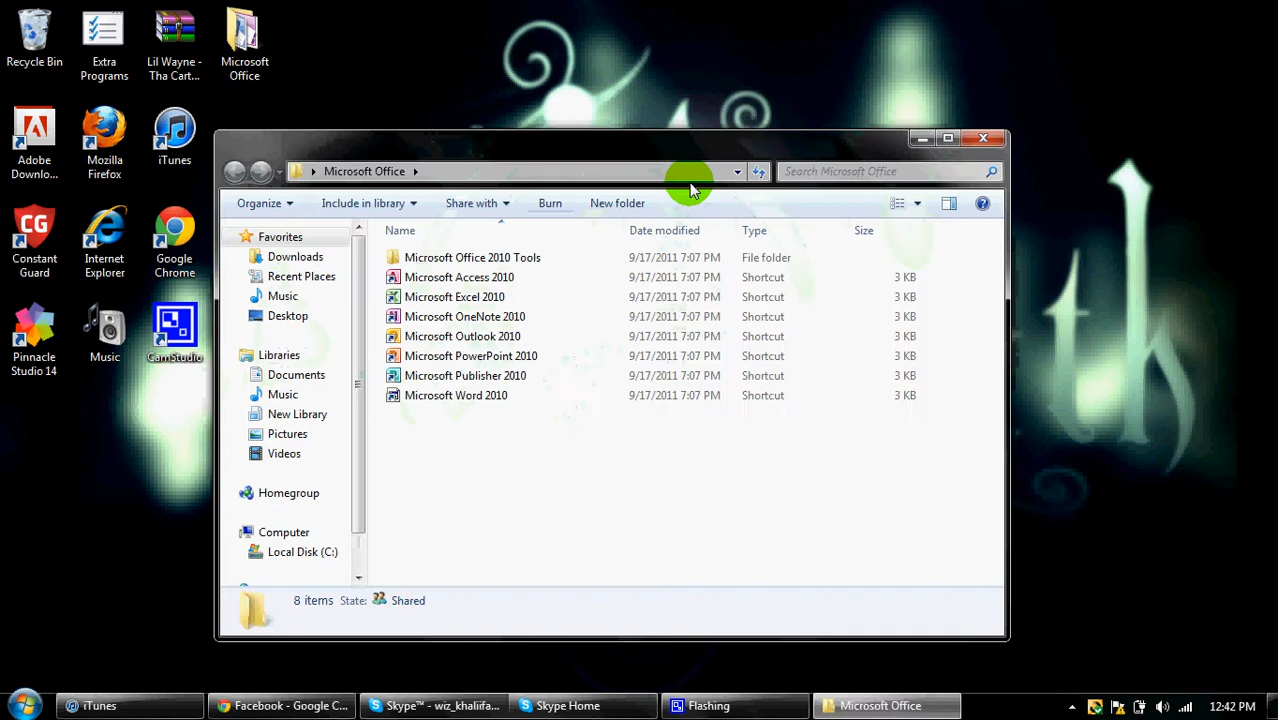 Recycle Bin
Extra Programs
Lil Wayne - Tha Cart...
Microsoft Office
Adobe Downlo...
Mozilla Firefox
iTunes
Constant Guard
Internet Explorer
Google Chrome
Pinnacle Studio 14
Music
CamStudio
Microsoft Office
Search Microsoft Office
Organize Include in library Share with Burn New folder
Name Date modified Type Size
Favorites
Downloads
Recent Places
Music
Desktop
Libraries
Documents
Music
New Library
Pictures
Videos
Homegroup
Computer
Local Disk (C:)
Microsoft Office 2010 Tools 9/17/2011 7:07 PM File folder
Microsoft Access 2010 9/17/2011 7:07 PM Shortcut 3 KB
Microsoft Excel 2010 9/17/2011 7:07 PM Shortcut 3 KB
Microsoft OneNote 2010 9/17/2011 7:07 PM Shortcut 3 KB
Microsoft Outlook 2010 9/17/2011 7:07 PM Shortcut 3 KB
Microsoft PowerPoint 2010 9/17/2011 7:07 PM Shortcut 3 KB
Microsoft Publisher 2010 9/17/2011 7:07 PM Shortcut 3 KB
Microsoft Word 2010 9/17/2011 7:07 PM Shortcut 3 KB
8 items State: Shared
iTunes
Facebook - Google C...
Skype™ - wiz_khaliifa...
Skype Home
Flashing
Microsoft Office
12:42 PM